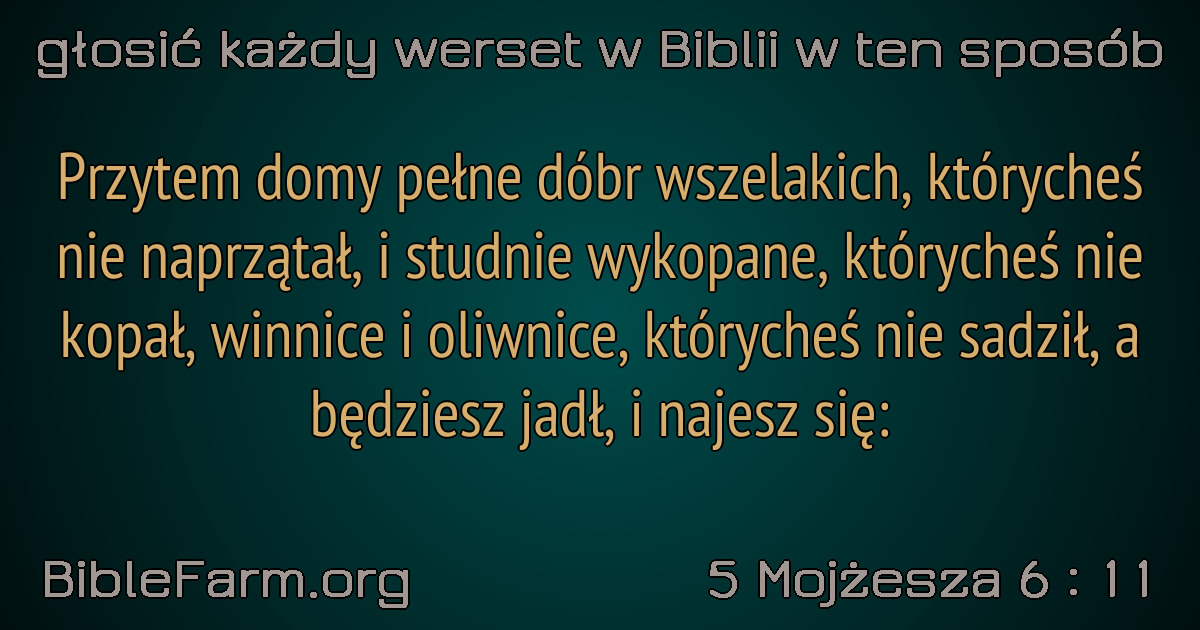 głosić każdy werset w Biblii w ten sposób
Przytem domy pełne dóbr wszelakich, którycheś
nie naprzątał, i studnie wykopane, którycheś nie
kopał, winnice i oliwnice, którycheś nie sadził, a
będziesz jadł, i najesz się:
BibleFarm.org
5 Mojżesza 6 : 11